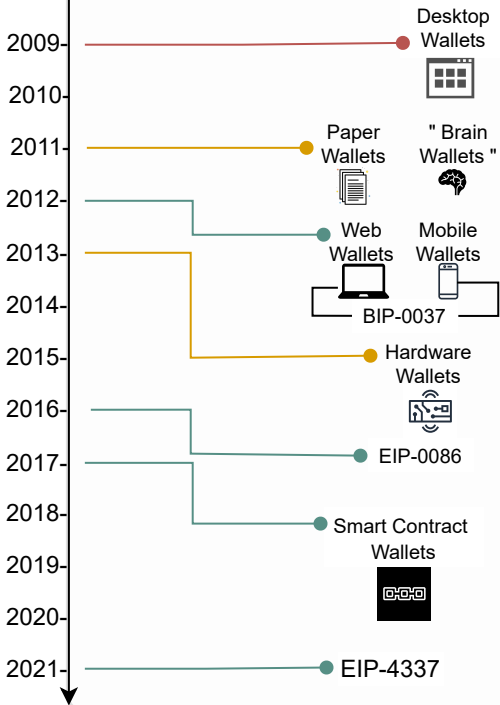 Desktop
Wallets
2009-
2010-
2011-
Paper
Wallets
" Brain
Wallets "
2012-
Web
Wallets
Mobile
Wallets
2013-
2014-
BIP-0037
2015-
Hardware
Wallets
2016-
EIP-0086
2017-
2018-
Smart Contract
Wallets
2019-
2020-
2021-
EIP-4337